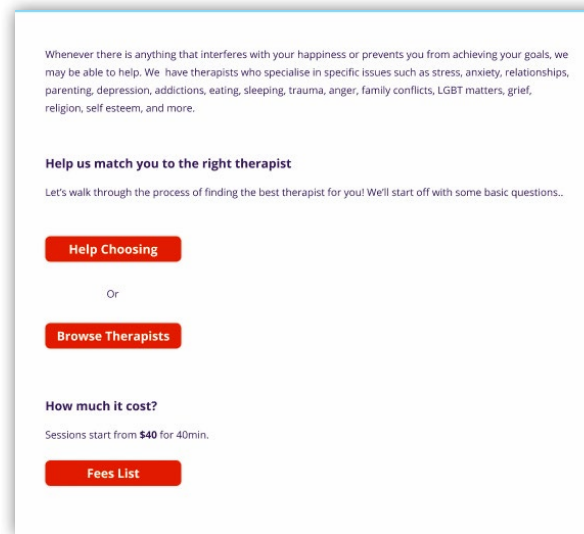 Whenever there is anything that interferes with your happiness or prevents you from achieving your goals, we
may be able to help. We have therapists who specialise in specific issues such as stress, anxiety, relationships,
parenting, depression, addictions, eating, sleeping, trauma, anger, family conflicts, LGBT matters, grief,
religion, self esteem, and more.
Help us match you to the right therapist
Let's walk through the process of finding the best therapist for you! We'll start off with some basic questions..
Help Choosing
Or
Browse Therapists
How much it cost?
Sessions start from $40 for 40min.
Fees List